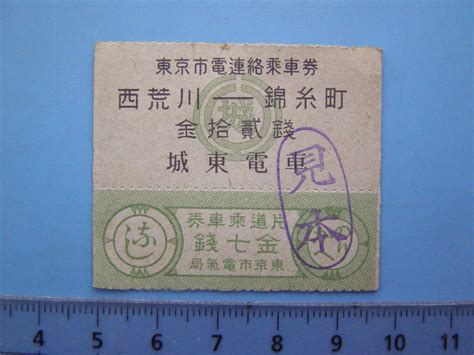 東京市電連絡乗車券
西荒川 ― 錦糸町
金拾貳錢
城東電車
見本
券車乗道片
錢七金
局氣電市京東
4 5 6 7 8 9 10 11